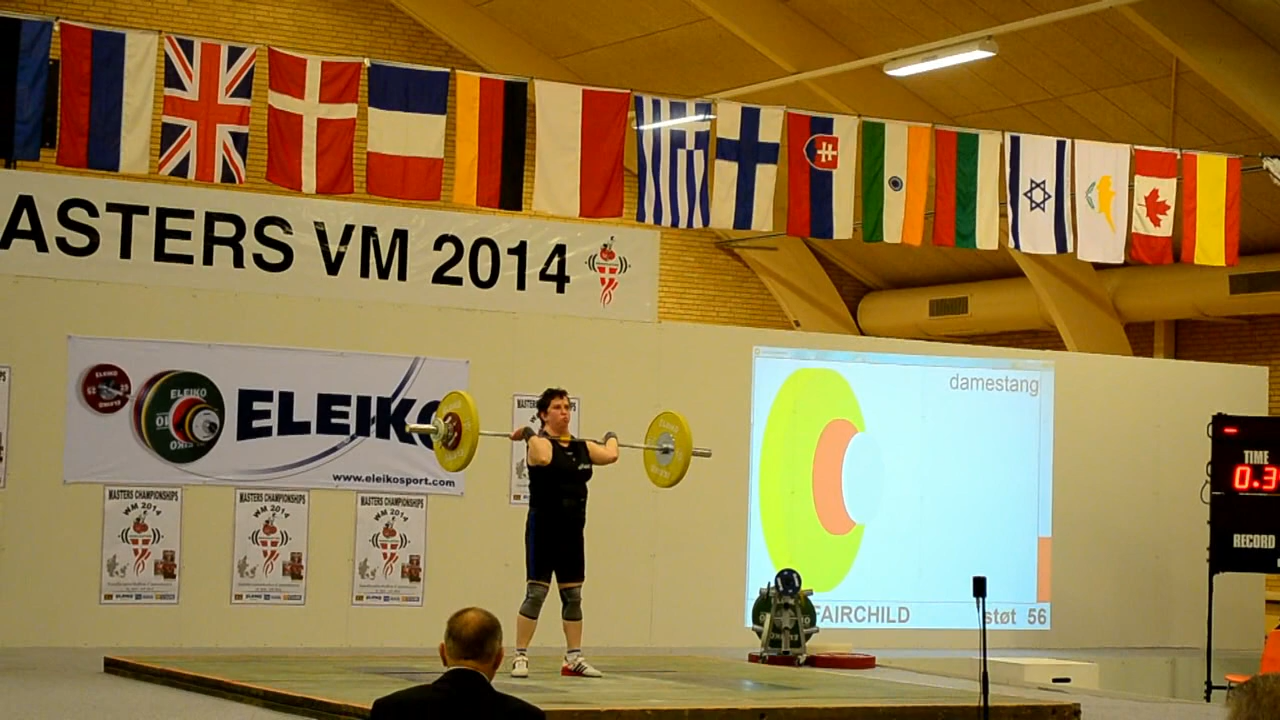 ASTERS VM 2014
ELEIKO
ELEIKO
www.eleikosport.com
MASTERS CHAMPIONSHIPS
WM 2014
MASTERS CHAMPIONSHIPS
WM 2014
MASTERS CHAMPIONSHIPS
WM 2014
damestang
FAIRCHILD
støt 56
TIME
0.3
RECORD